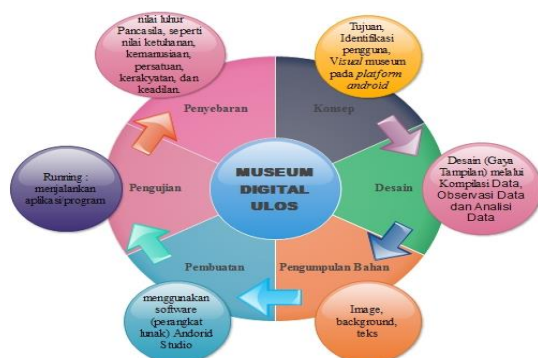 nilai luhur
Pancasila, seperti
nilai ketuhanan,
kemanusiaan,
persatuan,
kerakyatan, dan
keadilan.
Tujuan,
Identifikasi
pengguna,
Visual museum
pada platform
android
Penyebaran
Konsep
Running :
menjalankan
aplikasi/program
Pengujian
MUSEUM
DIGITAL
ULOS
Desain
Desain (Gaya
Tampilan) melalui
Kompilasi Data,
Observasi Data
dan Analisi
Data
Pembuatan
Pengumpulan Bahan
menggunakan
software
(perangkat
lunak) Andorid
Studio
Image,
background,
teks